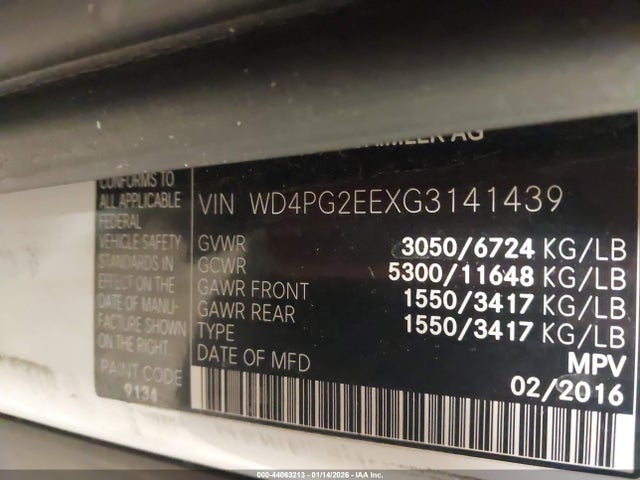 DAIMLER AG
CONFORMS TO
ALL APPLICABLE
FEDERAL
VEHICLE SAFETY
STANDARDS IN
EFFECT ON THE
DATE OF MANU-
FACTURE SHOWN
ON THE RIGHT.
PAINT CODE
9134
VIN WD4PG2EEXG3141439
GVWR 3050/6724 KG/LB
GCWR 5300/11648 KG/LB
GAWR FRONT 1550/3417 KG/LB
GAWR REAR 1550/3417 KG/LB
TYPE MPV
DATE OF MFD 02/2016
000-44063213 - 01/14/2026 - IAA Inc.